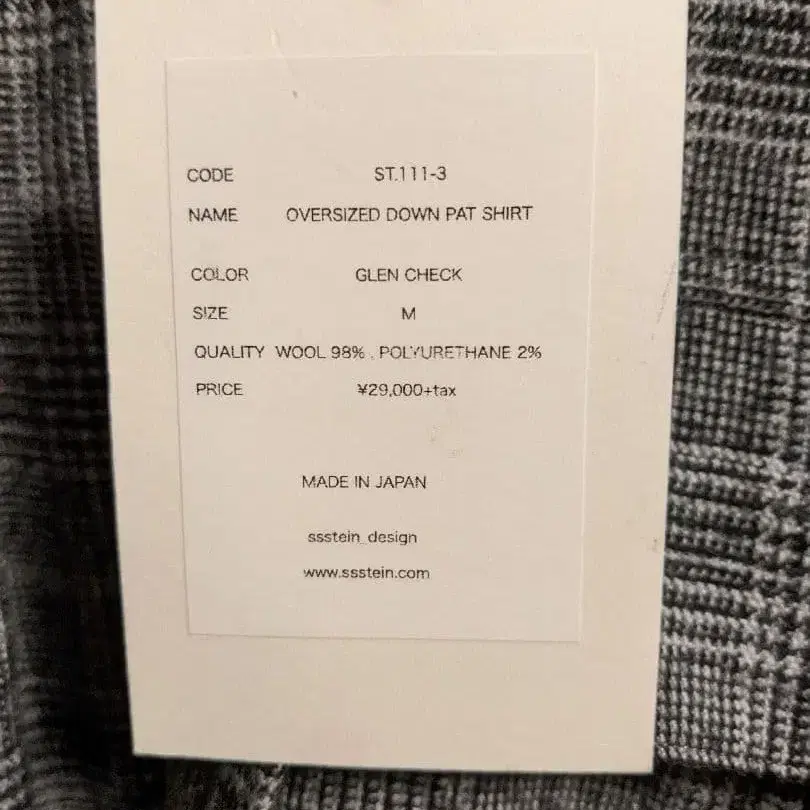 CODE ST.111-3
NAME OVERSIZED DOWN PAT SHIRT
COLOR GLEN CHECK
SIZE M
QUALITY WOOL 98% , POLYURETHANE 2%
PRICE ¥29,000+tax
MADE IN JAPAN
ssstein_design
www.ssstein.com